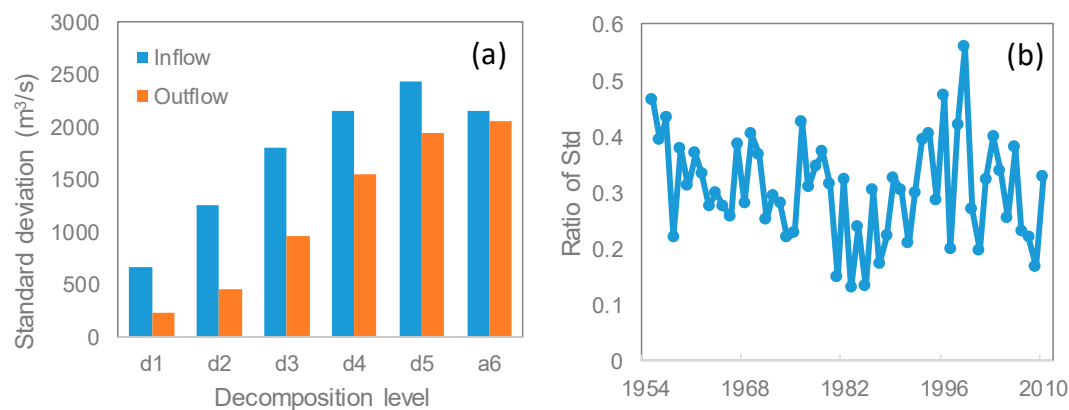 (a)
Inflow
Outflow
Standard deviation (m³/s)
3000
2500
2000
1500
1000
500
0
d1 d2 d3 d4 d5 a6
Decomposition level
(b)
Ratio of Std
0.6
0.5
0.4
0.3
0.2
0.1
0
1954 1968 1982 1996 2010